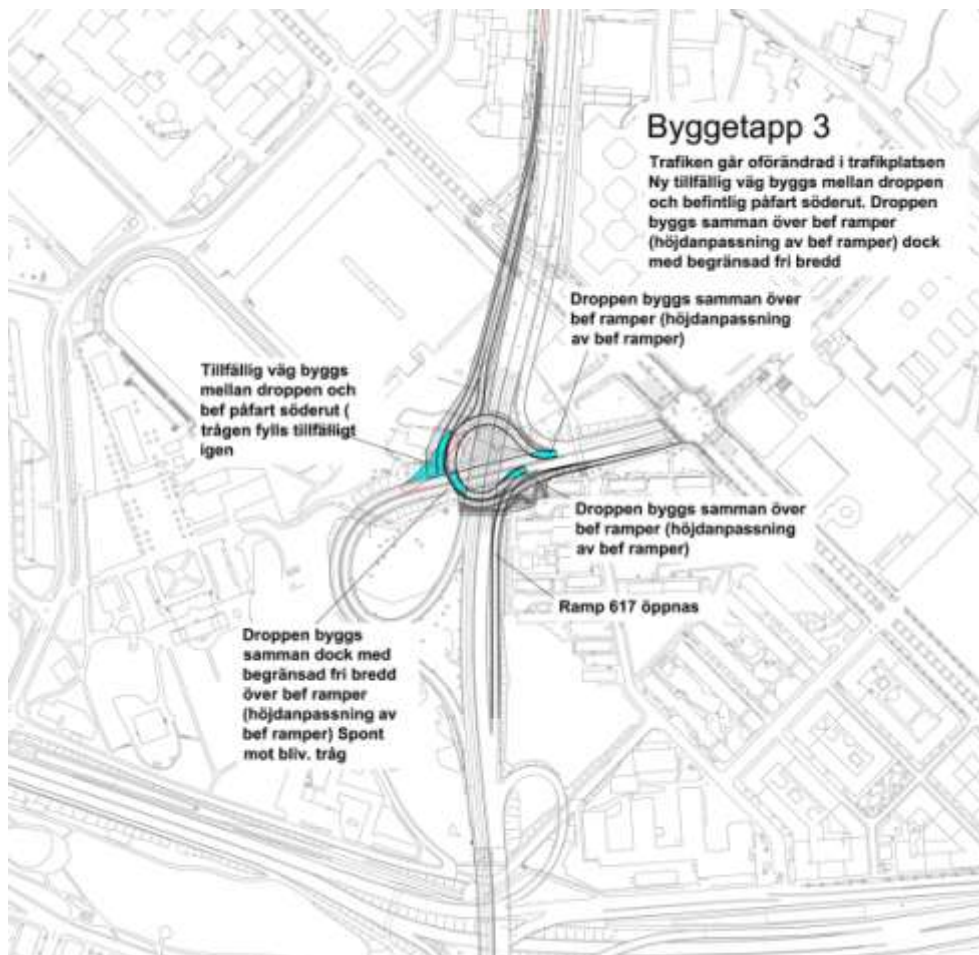 Byggetapp 3
Trafiken går oförändrad i trafikplatsen
Ny tillfällig väg byggs mellan droppen
och befintlig påfart söderut. Droppen
byggs samman över bef ramper
(höjdanpassning av bef ramper) dock
med begränsad fri bredd
Droppen byggs samman över
bef ramper (höjdanpassning
av bef ramper)
Tillfällig väg byggs
mellan droppen och
bef påfart söderut (
trågen fylls tillfälligt
igen
Droppen byggs samman över
bef ramper (höjdanpassning
av bef ramper)
Ramp 617 öppnas
Droppen byggs
samman dock med
begränsad fri bredd
över bef ramper
(höjdanpassning av
bef ramper) Spont
mot bliv. tråg